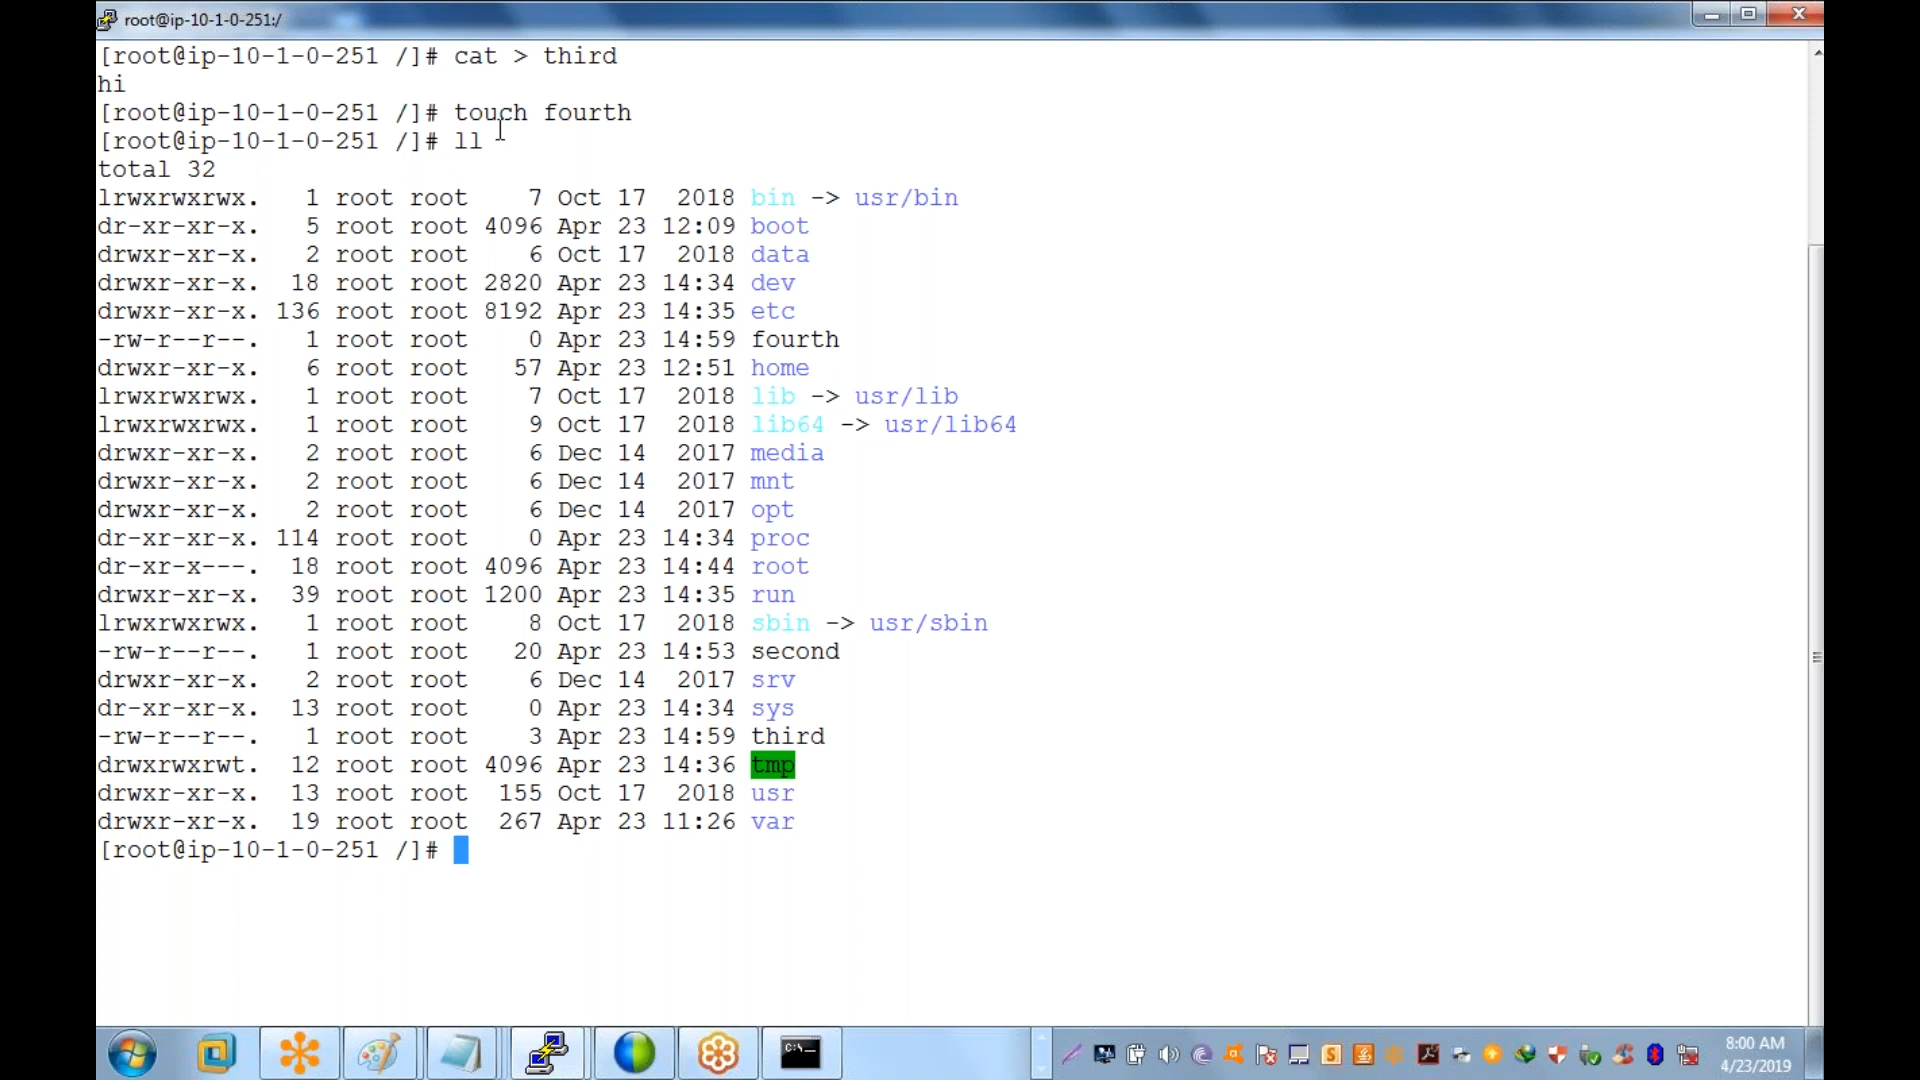 root@ip-10-1-0-251:/
[root@ip-10-1-0-251 /]# cat > third
hi
[root@ip-10-1-0-251 /]# touch fourth
[root@ip-10-1-0-251 /]# ll
total 32
lrwxrwxrwx.   1 root root    7 Oct 17  2018 bin -> usr/bin
dr-xr-xr-x.   5 root root 4096 Apr 23 12:09 boot
drwxr-xr-x.   2 root root    6 Oct 17  2018 data
drwxr-xr-x.  18 root root 2820 Apr 23 14:34 dev
drwxr-xr-x. 136 root root 8192 Apr 23 14:35 etc
-rw-r--r--.   1 root root    0 Apr 23 14:59 fourth
drwxr-xr-x.   6 root root   57 Apr 23 12:51 home
lrwxrwxrwx.   1 root root    7 Oct 17  2018 lib -> usr/lib
lrwxrwxrwx.   1 root root    9 Oct 17  2018 lib64 -> usr/lib64
drwxr-xr-x.   2 root root    6 Dec 14  2017 media
drwxr-xr-x.   2 root root    6 Dec 14  2017 mnt
drwxr-xr-x.   2 root root    6 Dec 14  2017 opt
dr-xr-xr-x. 114 root root    0 Apr 23 14:34 proc
dr-xr-x---.  18 root root 4096 Apr 23 14:44 root
drwxr-xr-x.  39 root root 1200 Apr 23 14:35 run
lrwxrwxrwx.   1 root root    8 Oct 17  2018 sbin -> usr/sbin
-rw-r--r--.   1 root root   20 Apr 23 14:53 second
drwxr-xr-x.   2 root root    6 Dec 14  2017 srv
dr-xr-xr-x.  13 root root    0 Apr 23 14:34 sys
-rw-r--r--.   1 root root    3 Apr 23 14:59 third
drwxrwxrwt.  12 root root 4096 Apr 23 14:36 tmp
drwxr-xr-x.  13 root root  155 Oct 17  2018 usr
drwxr-xr-x.  19 root root  267 Apr 23 11:26 var
[root@ip-10-1-0-251 /]#
C:\
8:00 AM
4/23/2019